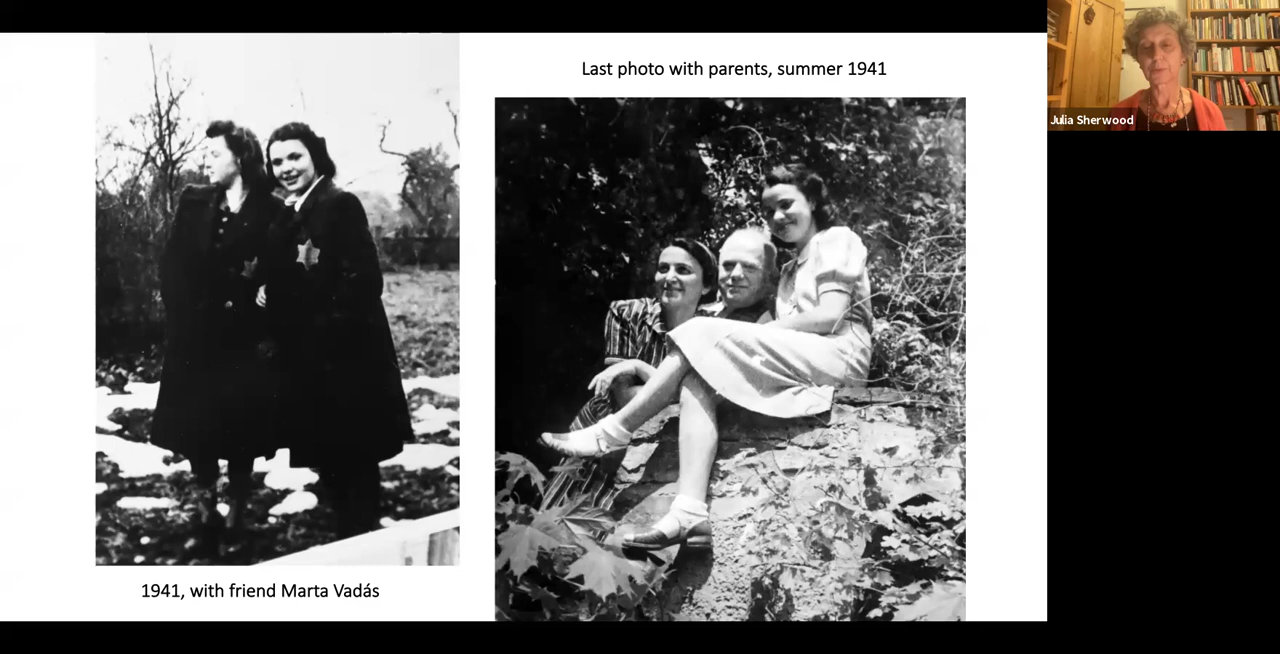 Last photo with parents, summer 1941
Julia Sherwood
1941, with friend Marta Vadás